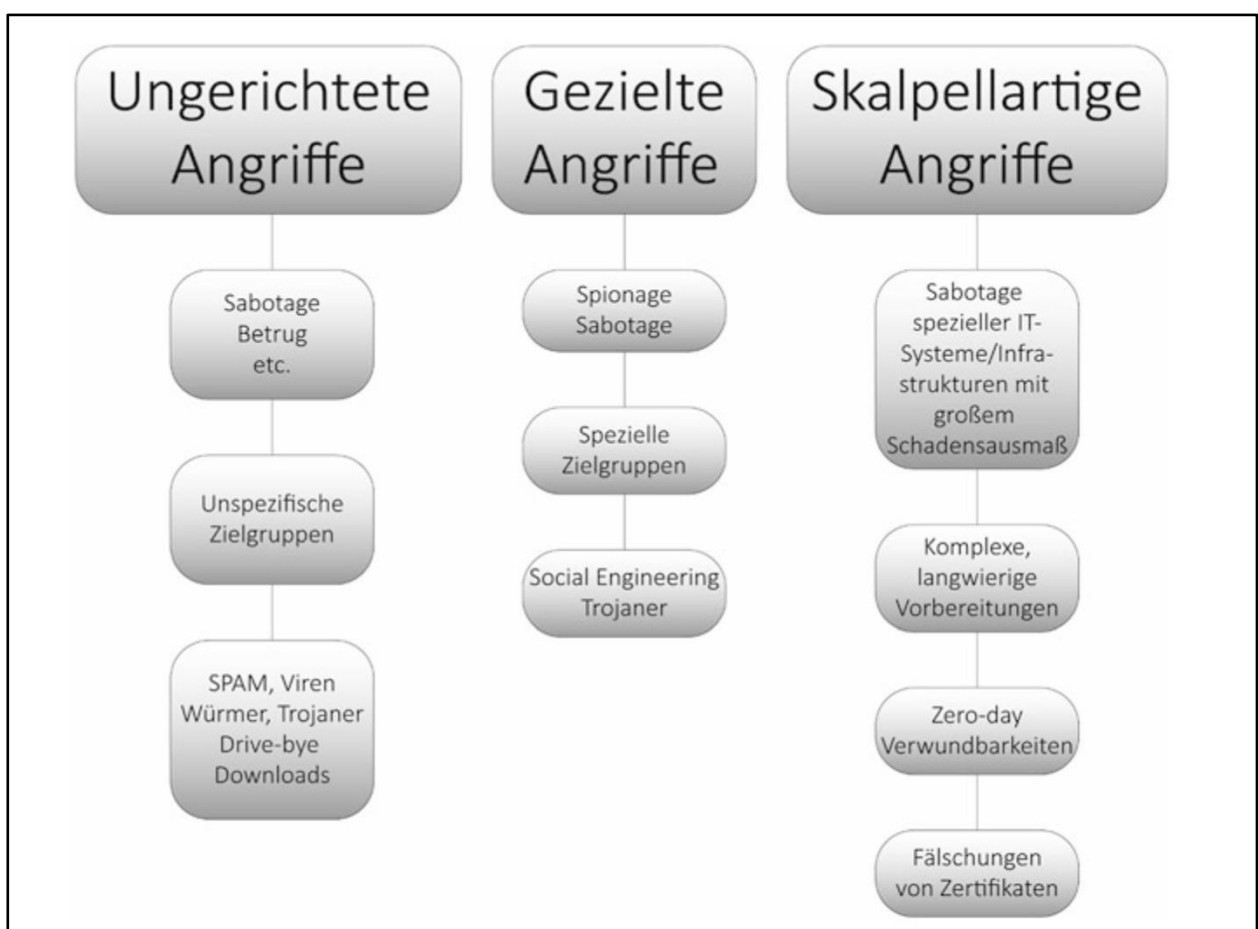 Ungerichtete
Angriffe
Sabotage
Betrug
etc.
Unspezifische
Zielgruppen
SPAM, Viren
Würmer, Trojaner
Drive-bye
Downloads
Gezielte
Angriffe
Spionage
Sabotage
Spezielle
Zielgruppen
Social Engineering
Trojaner
Skalpellartige
Angriffe
Sabotage
spezieller IT-
Systeme/Infra-
strukturen mit
großem
Schadensausmaß
Komplexe,
langwierige
Vorbereitungen
Zero-day
Verwundbarkeiten
Fälschungen
von Zertifikaten